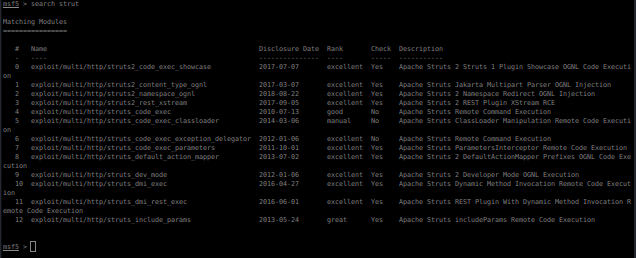 msf5 > search strut
Matching Modules
================
# Name Disclosure Date Rank Check Description
- ---- --------------- ---- ----- -----------
0 exploit/multi/http/struts2_code_exec_showcase 2017-07-07 excellent Yes Apache Struts 2 Struts 1 Plugin Showcase OGNL Code Executi
on
1 exploit/multi/http/struts2_content_type_ognl 2017-03-07 excellent Yes Apache Struts Jakarta Multipart Parser OGNL Injection
2 exploit/multi/http/struts2_namespace_ognl 2018-08-22 excellent Yes Apache Struts 2 Namespace Redirect OGNL Injection
3 exploit/multi/http/struts2_rest_xstream 2017-09-05 excellent Yes Apache Struts 2 REST Plugin XStream RCE
4 exploit/multi/http/struts_code_exec 2010-07-13 good No Apache Struts Remote Command Execution
5 exploit/multi/http/struts_code_exec_classloader 2014-03-06 manual No Apache Struts ClassLoader Manipulation Remote Code Executi
on
6 exploit/multi/http/struts_code_exec_exception_delegator 2012-01-06 excellent No Apache Struts Remote Command Execution
7 exploit/multi/http/struts_code_exec_parameters 2011-10-01 excellent Yes Apache Struts ParametersInterceptor Remote Code Execution
8 exploit/multi/http/struts_default_action_mapper 2013-07-02 excellent Yes Apache Struts 2 DefaultActionMapper Prefixes OGNL Code Exe
cution
9 exploit/multi/http/struts_dev_mode 2012-01-06 excellent Yes Apache Struts 2 Developer Mode OGNL Execution
10 exploit/multi/http/struts_dmi_exec 2016-04-27 excellent Yes Apache Struts Dynamic Method Invocation Remote Code Execut
ion
11 exploit/multi/http/struts_dmi_rest_exec 2016-06-01 excellent Yes Apache Struts REST Plugin With Dynamic Method Invocation R
emote Code Execution
12 exploit/multi/http/struts_include_params 2013-05-24 great Yes Apache Struts includeParams Remote Code Execution
msf5 >